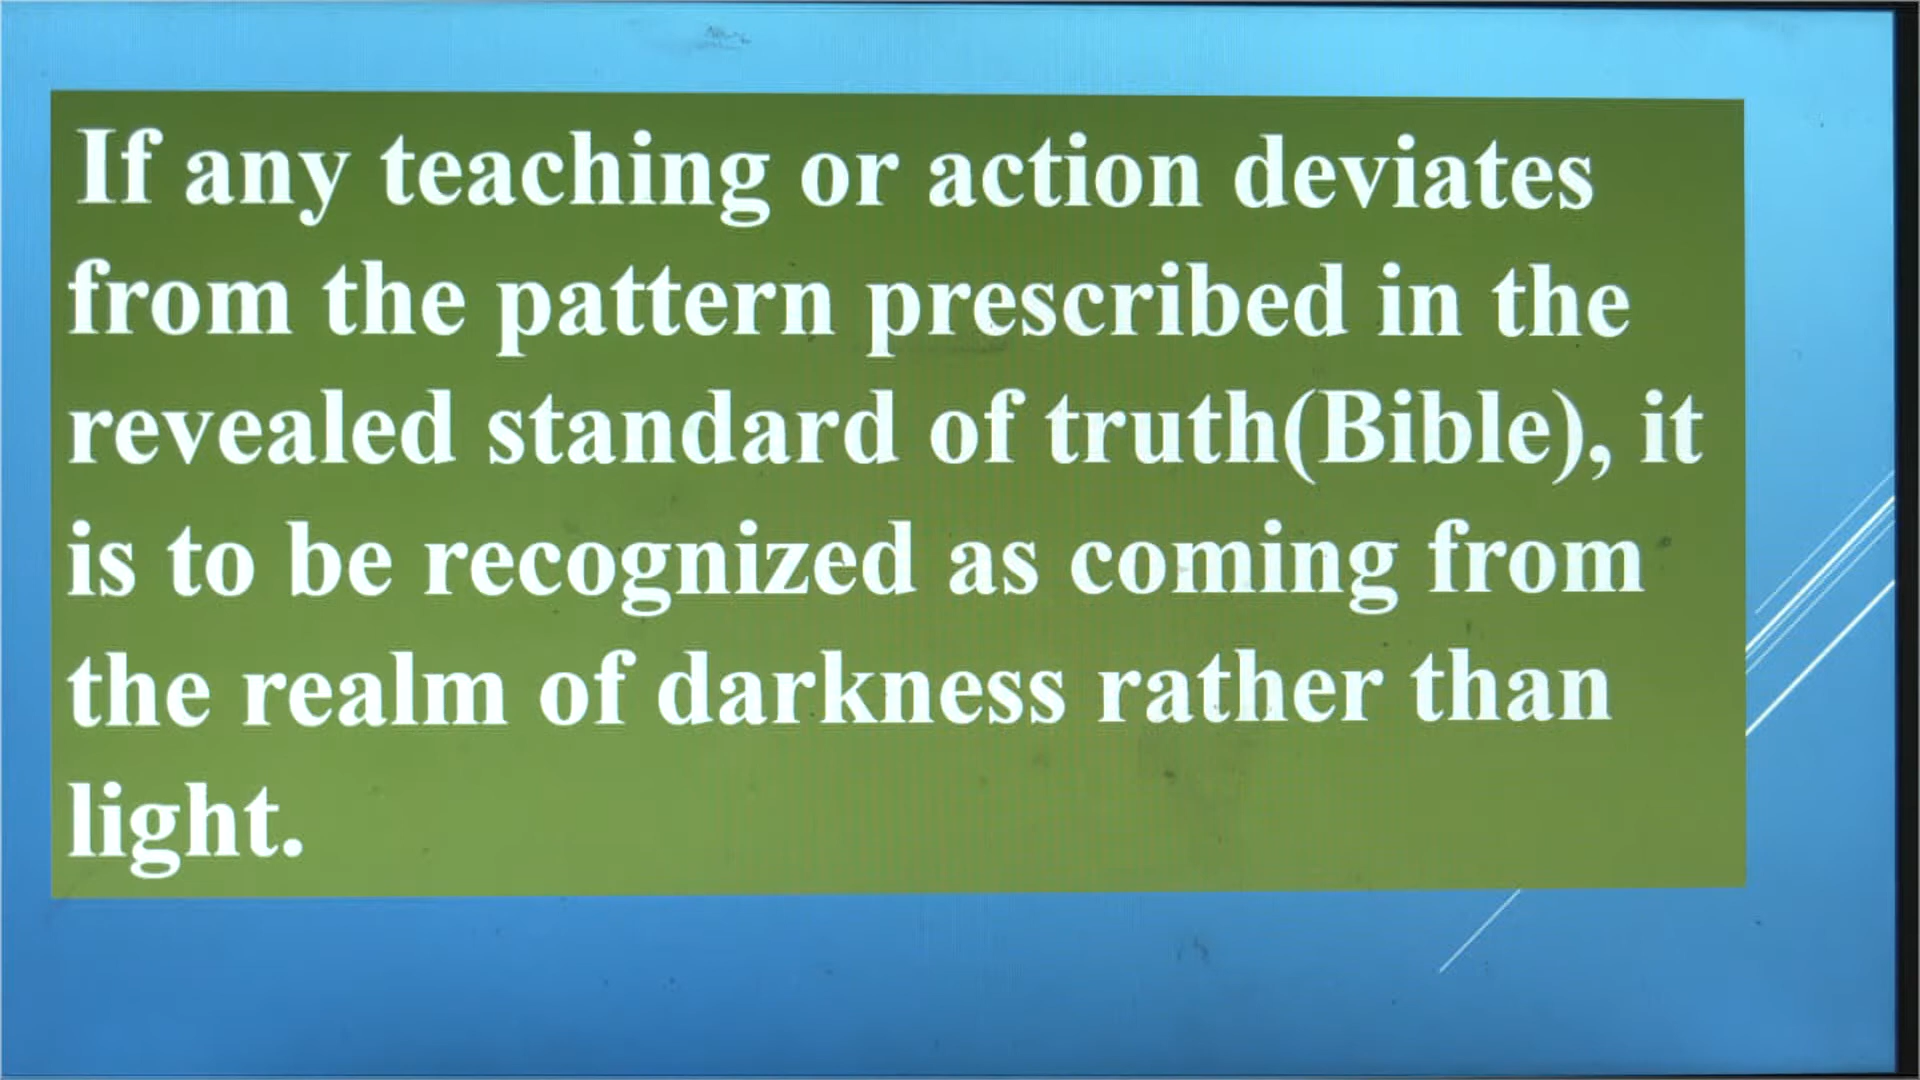 If any teaching or action deviates
from the pattern prescribed in the
revealed standard of truth(Bible), it
is to be recognized as coming from
the realm of darkness rather than
light.